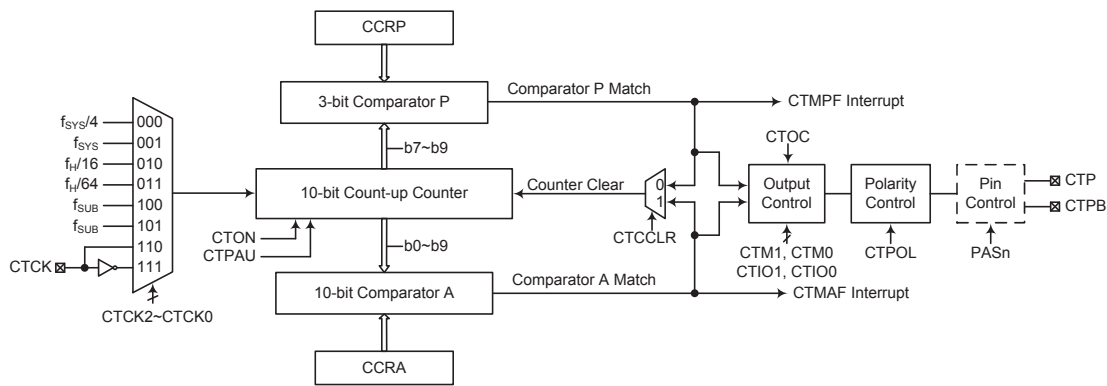 CCRP
3-bit Comparator P
Comparator P Match
CTMPF Interrupt
fSYS/4
000
fSYS
001
fH/16
010
fH/64
011
fSUB
100
fSUB
101
110
111
CTCK
CTCK2~CTCK0
b7~b9
10-bit Count-up Counter
Counter Clear
0
1
CTCCLR
CTON
CTPAU
b0~b9
CTOC
Output
Control
CTM1, CTM0
CTIO1, CTIO0
Polarity
Control
CTPOL
Pin
Control
PASn
CTP
CTPB
10-bit Comparator A
Comparator A Match
CTMAF Interrupt
CCRA